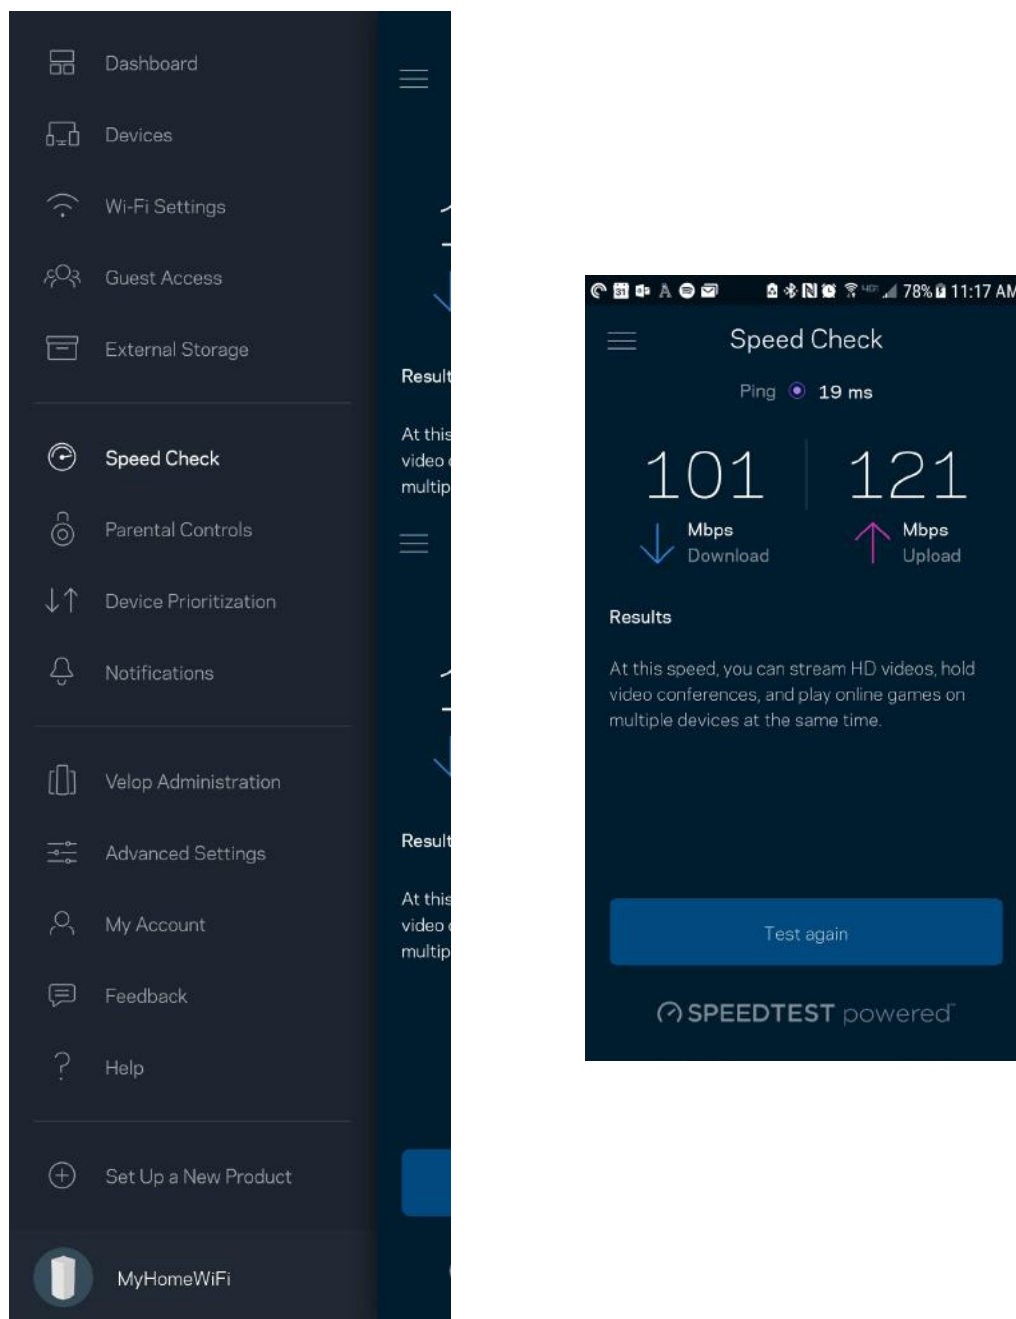 Dashboard
Devices
Wi-Fi Settings
Guest Access
External Storage
Speed Check
Parental Controls
Device Prioritization
Notifications
Velop Administration
Advanced Settings
My Account
Feedback
Help
Set Up a New Product
MyHomeWiFi
Result
At this
video
multip
Result
At this
video
multip
31 78% 11:17 AM
Speed Check
Ping 19 ms
101 121
Mbps Mbps
Download Upload
Results
At this speed, you can stream HD videos, hold
video conferences, and play online games on
multiple devices at the same time.
Test again
SPEEDTEST powered